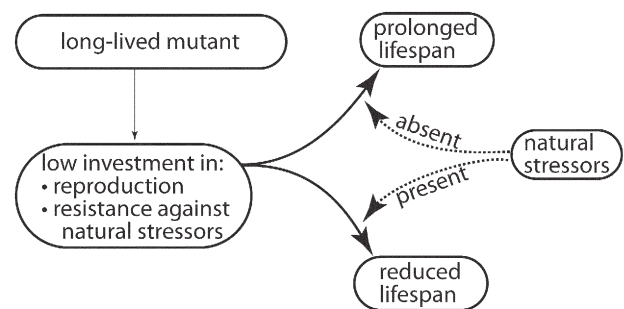 long-lived mutant
prolonged
lifespan
absent
natural
stressors
low investment in:
• reproduction
• resistance against
natural stressors
present
reduced
lifespan